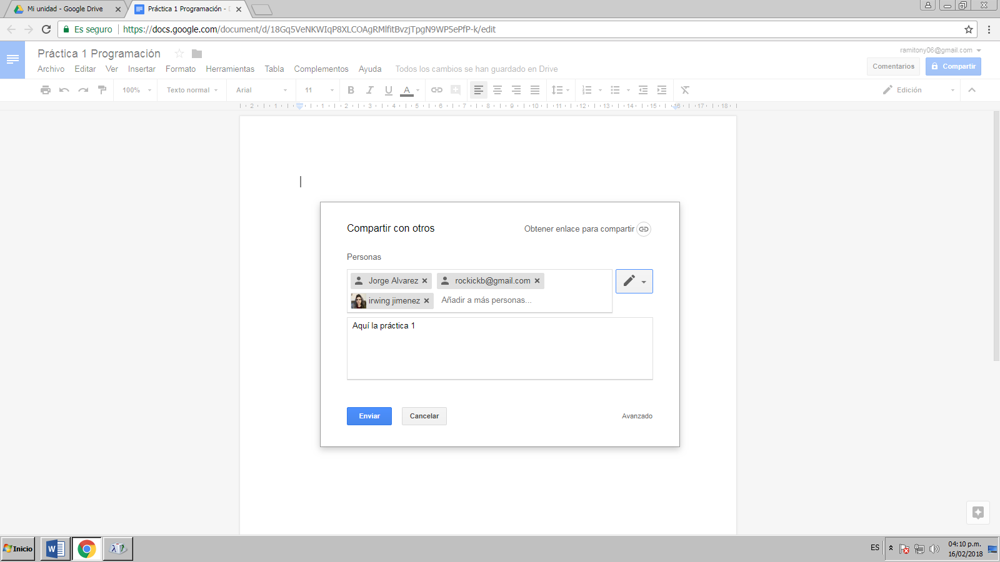 Mi unidad - Google Drive
Práctica 1 Programación -
Es seguro
https://docs.google.com/document/d/18Gq5VeNKWIqP8XLCOAgRMlfitBvzjTpgN9WP5ePfP-k/edit
Práctica 1 Programación
ramitony06@gmail.com
Archivo Editar Ver Insertar Formato Herramientas Tabla Complementos Ayuda Todos los cambios se han guardado en Drive
Comentarios
Compartir
100% Texto normal Arial 11 B I U A Edición
2 1 1 2 3 4 5 6 7 8 9 10 11 12 13 14 15 16 17 18
Compartir con otros
Obtener enlace para compartir
Personas
Jorge Alvarez
rockickb@gmail.com
irwing jimenez
Añadir a más personas...
Aquí la práctica 1
Enviar
Cancelar
Avanzado
Inicio
ES
04:10 p.m.
16/02/2018